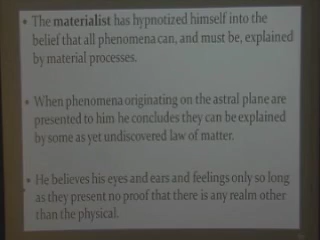 • The materialist has hypnotized himself into the
belief that all phenomena can, and must be, explained
by material processes.
• When phenomena originating on the astral plane are
presented to him he concludes they can be explained
by some as yet undiscovered law of matter.
• He believes his eyes and ears and feelings only so long
as they present no proof that there is any realm other
than the physical.